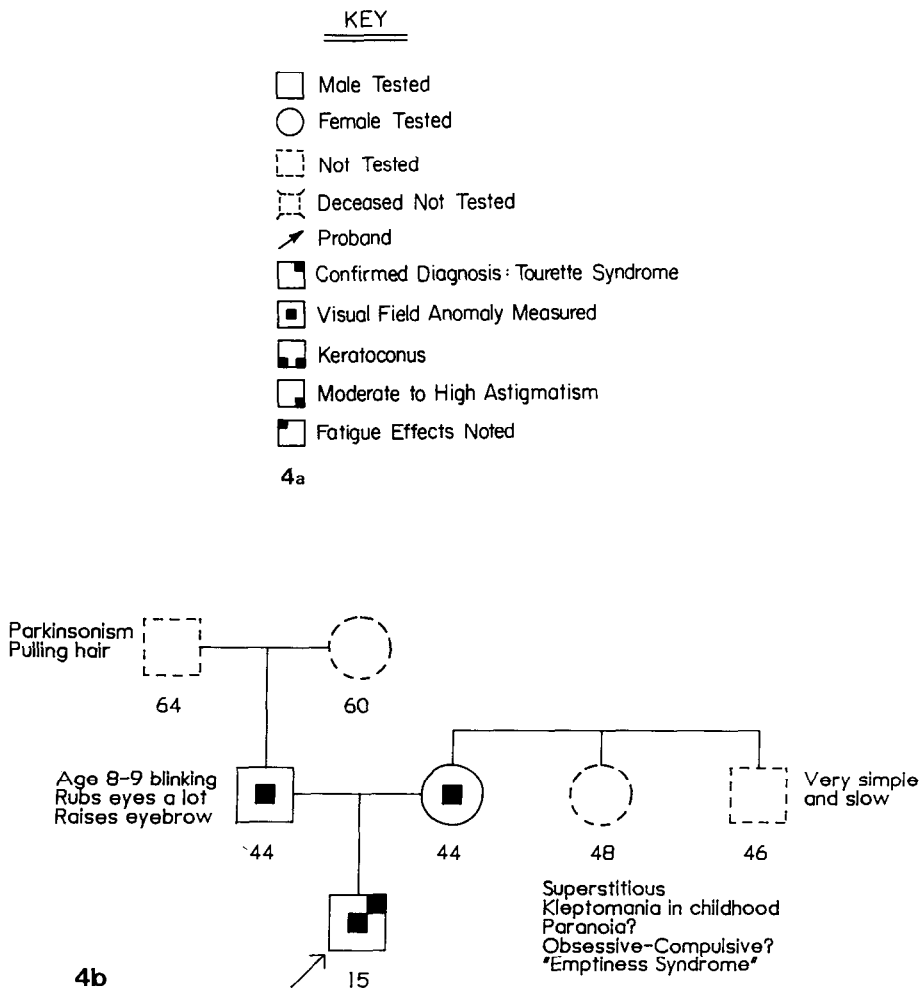 KEY
Male Tested
Female Tested
Not Tested
Deceased Not Tested
Proband
Confirmed Diagnosis: Tourette Syndrome
Visual Field Anomaly Measured
Keratoconus
Moderate to High Astigmatism
Fatigue Effects Noted
4a
Parkinsonism
Pulling hair
64
60
Age 8-9 blinking
Rubs eyes a lot
Raises eyebrow
44
44
48
46
Very simple
and slow
Superstitious
Kleptomania in childhood
Paranoia?
Obsessive-Compulsive?
"Emptiness Syndrome"
15
4b